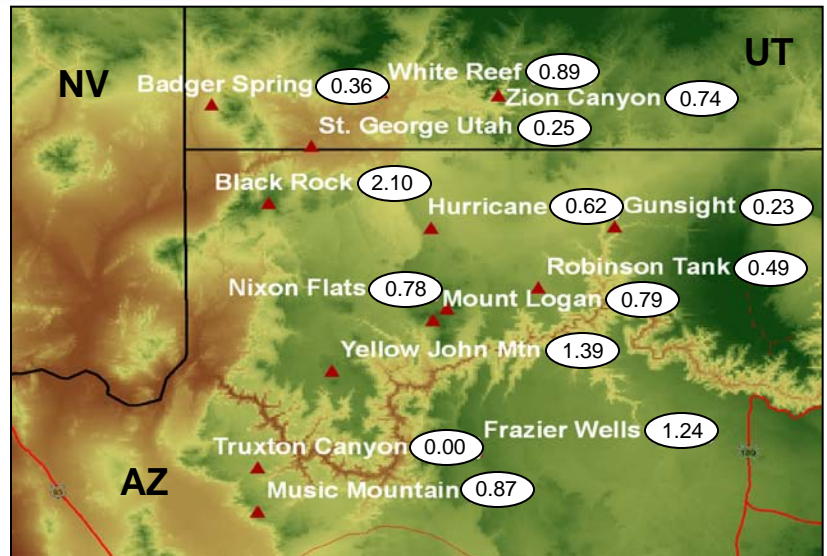 NV
UT
White Reef 0.89
Badger Spring 0.36
Zion Canyon 0.74
St. George Utah 0.25
Black Rock 2.10
Hurricane 0.62
Gunsight 0.23
Robinson Tank 0.49
Nixon Flats 0.78
Mount Logan 0.79
Yellow John Mtn 1.39
Frazier Wells 1.24
Truxton Canyon 0.00
AZ
Music Mountain 0.87